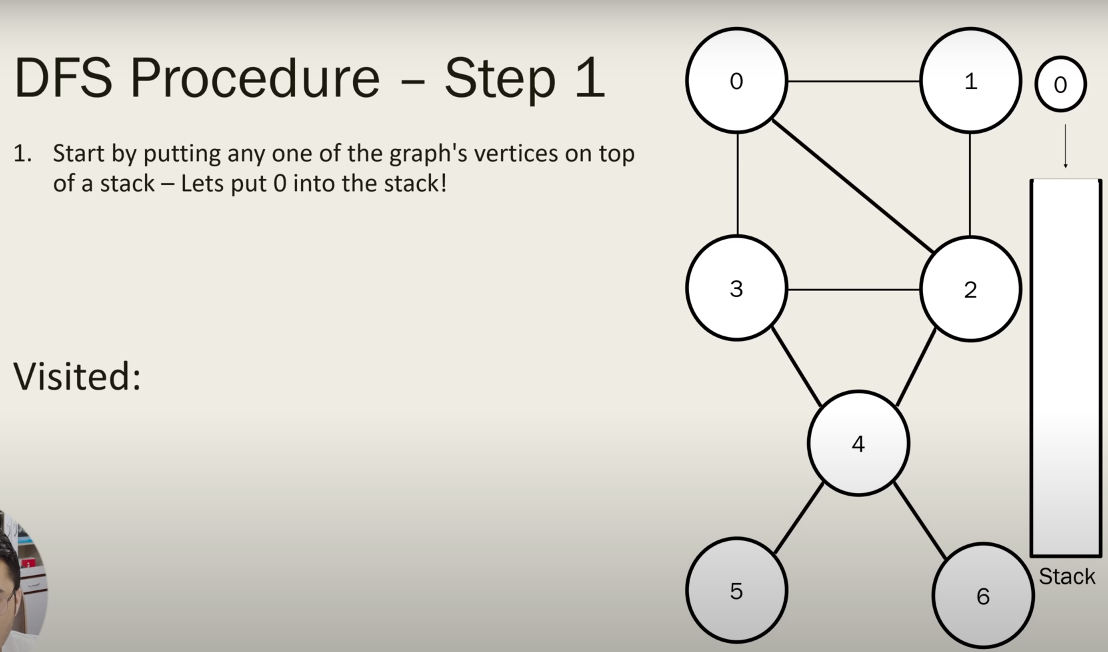 DFS Procedure – Step 1
1. Start by putting any one of the graph's vertices on top
of a stack – Lets put 0 into the stack!
Visited:
0
1
0
3
2
4
5
6
Stack